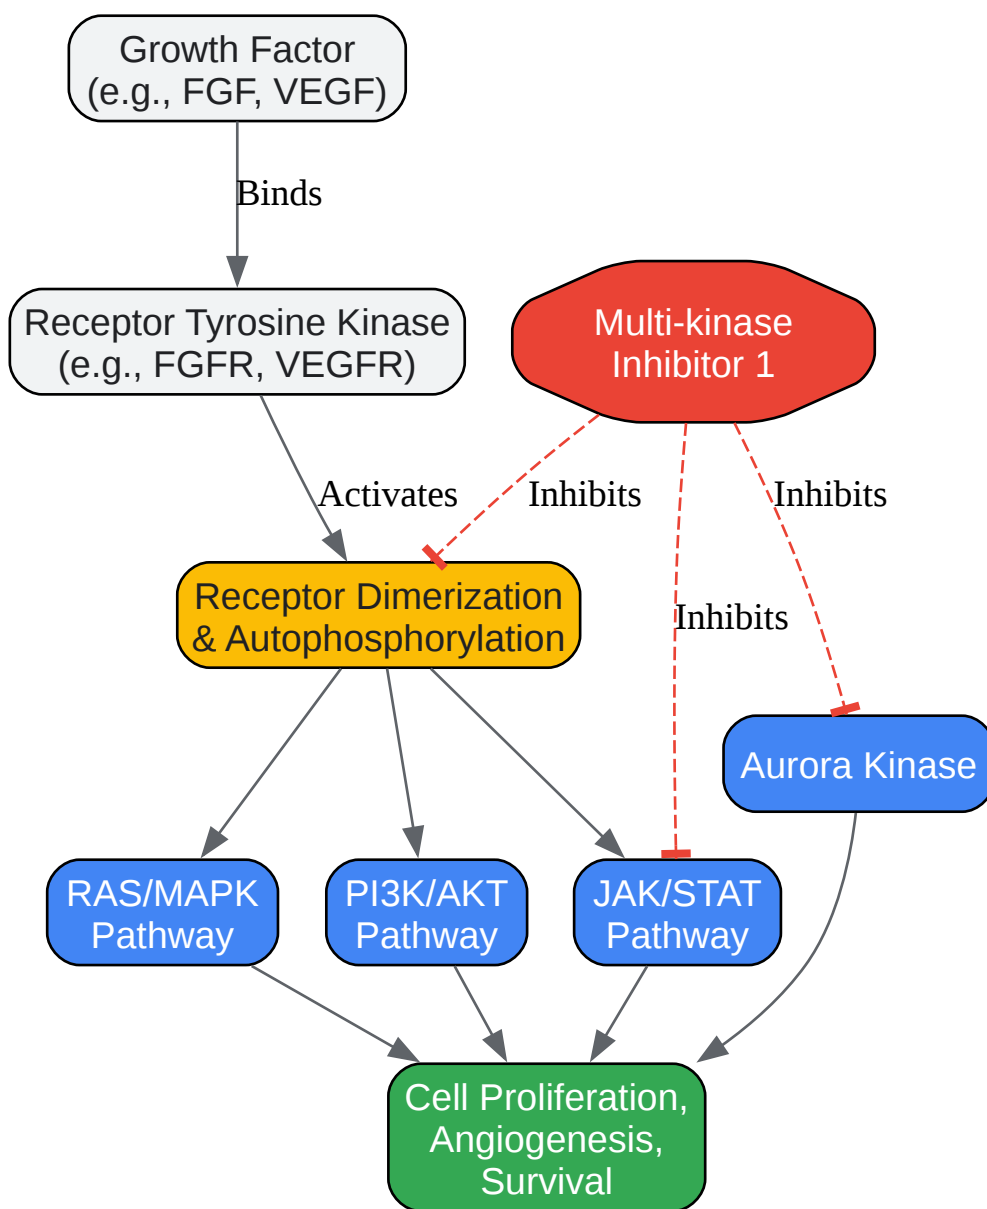 Growth Factor
(e.g., FGF, VEGF)
Binds
Receptor Tyrosine Kinase
(e.g., FGFR, VEGFR)
Multi-kinase
Inhibitor 1
Activates
Inhibits
Inhibits
Receptor Dimerization
& Autophosphorylation
Inhibits
Aurora Kinase
RAS/MAPK
Pathway
PI3K/AKT
Pathway
JAK/STAT
Pathway
Cell Proliferation,
Angiogenesis,
Survival